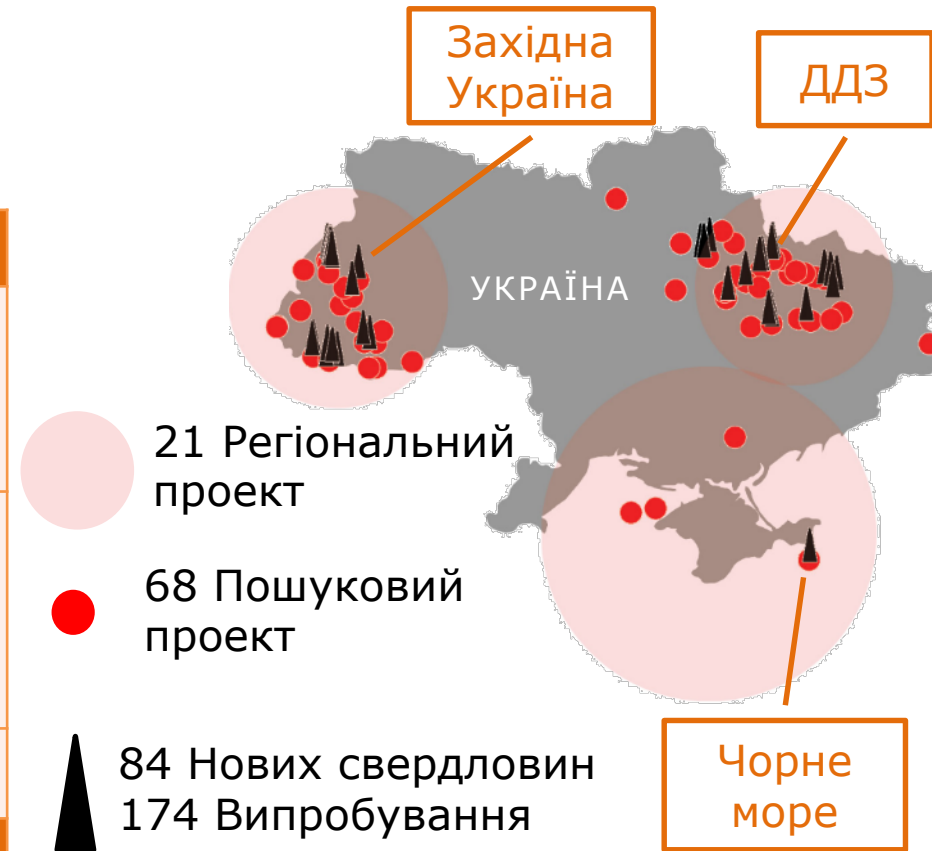 Західна
Україна
ДДЗ
УКРАЇНА
21 Регіональний
проект
68 Пошуковий
проект
84 Нових свердловин
174 Випробування
Чорне
море